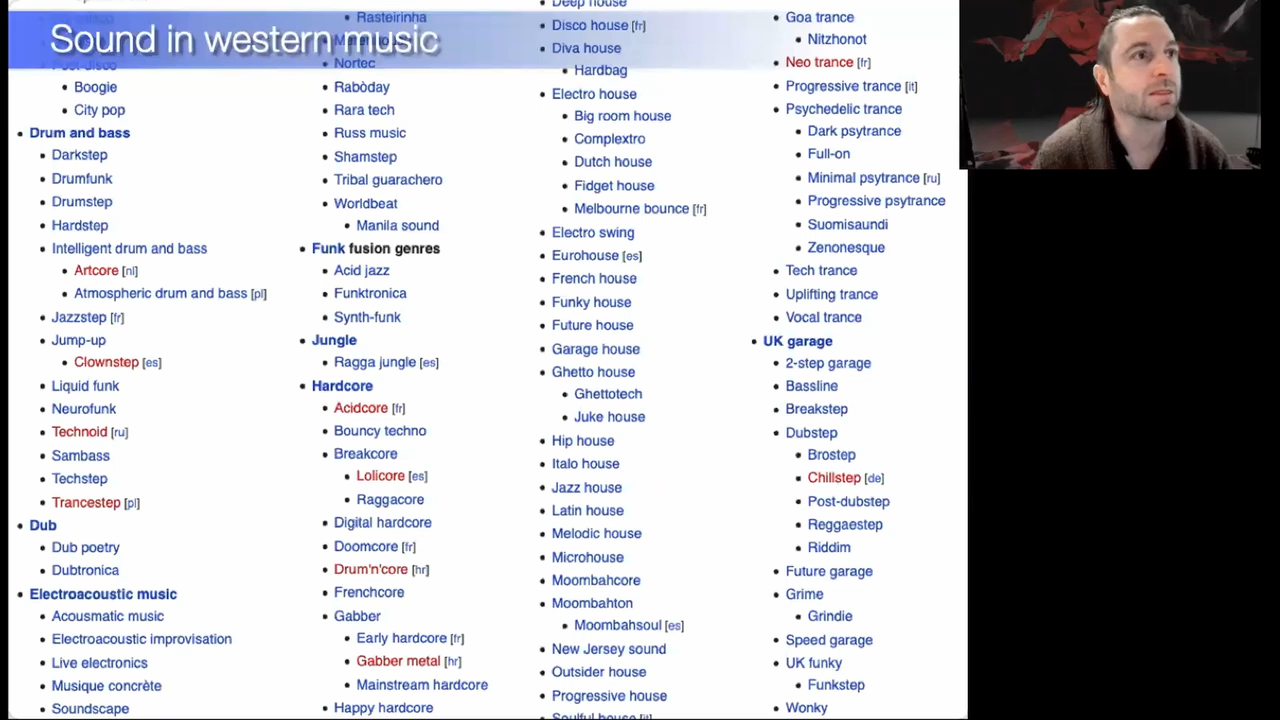 Sound in western music
Post-disco
Boogie
City pop
Drum and bass
Darkstep
Drumfunk
Drumstep
Hardstep
Intelligent drum and bass
Artcore [nl]
Atmospheric drum and bass [pl]
Jazzstep [fr]
Jump-up
Clownstep [es]
Liquid funk
Neurofunk
Technoid [ru]
Sambass
Techstep
Trancestep [pl]
Dub
Dub poetry
Dubtronica
Electroacoustic music
Acousmatic music
Electroacoustic improvisation
Live electronics
Musique concrète
Soundscape
Rasteirinha
Nortec
Rabòday
Rara tech
Russ music
Shamstep
Tribal guarachero
Worldbeat
Manila sound
Funk fusion genres
Acid jazz
Funktronica
Synth-funk
Jungle
Ragga jungle [es]
Hardcore
Acidcore [fr]
Bouncy techno
Breakcore
Lolicore [es]
Raggacore
Digital hardcore
Doomcore [fr]
Drum'n'core [hr]
Frenchcore
Gabber
Early hardcore [fr]
Gabber metal [hr]
Mainstream hardcore
Happy hardcore
Deep house
Disco house [fr]
Diva house
Hardbag
Electro house
Big room house
Complextro
Dutch house
Fidget house
Melbourne bounce [fr]
Electro swing
Eurohouse [es]
French house
Funky house
Future house
Garage house
Ghetto house
Ghettotech
Juke house
Hip house
Italo house
Jazz house
Latin house
Melodic house
Microhouse
Moombahcore
Moombahton
Moombahsoul [es]
New Jersey sound
Outsider house
Progressive house
Soulful house [it]
Goa trance
Nitzhonot
Neo trance [fr]
Progressive trance [it]
Psychedelic trance
Dark psytrance
Full-on
Minimal psytrance [ru]
Progressive psytrance
Suomisaundi
Zenonesque
Tech trance
Uplifting trance
Vocal trance
UK garage
2-step garage
Bassline
Breakstep
Dubstep
Brostep
Chillstep [de]
Post-dubstep
Reggaestep
Riddim
Future garage
Grime
Grindie
Speed garage
UK funky
Funkstep
Wonky